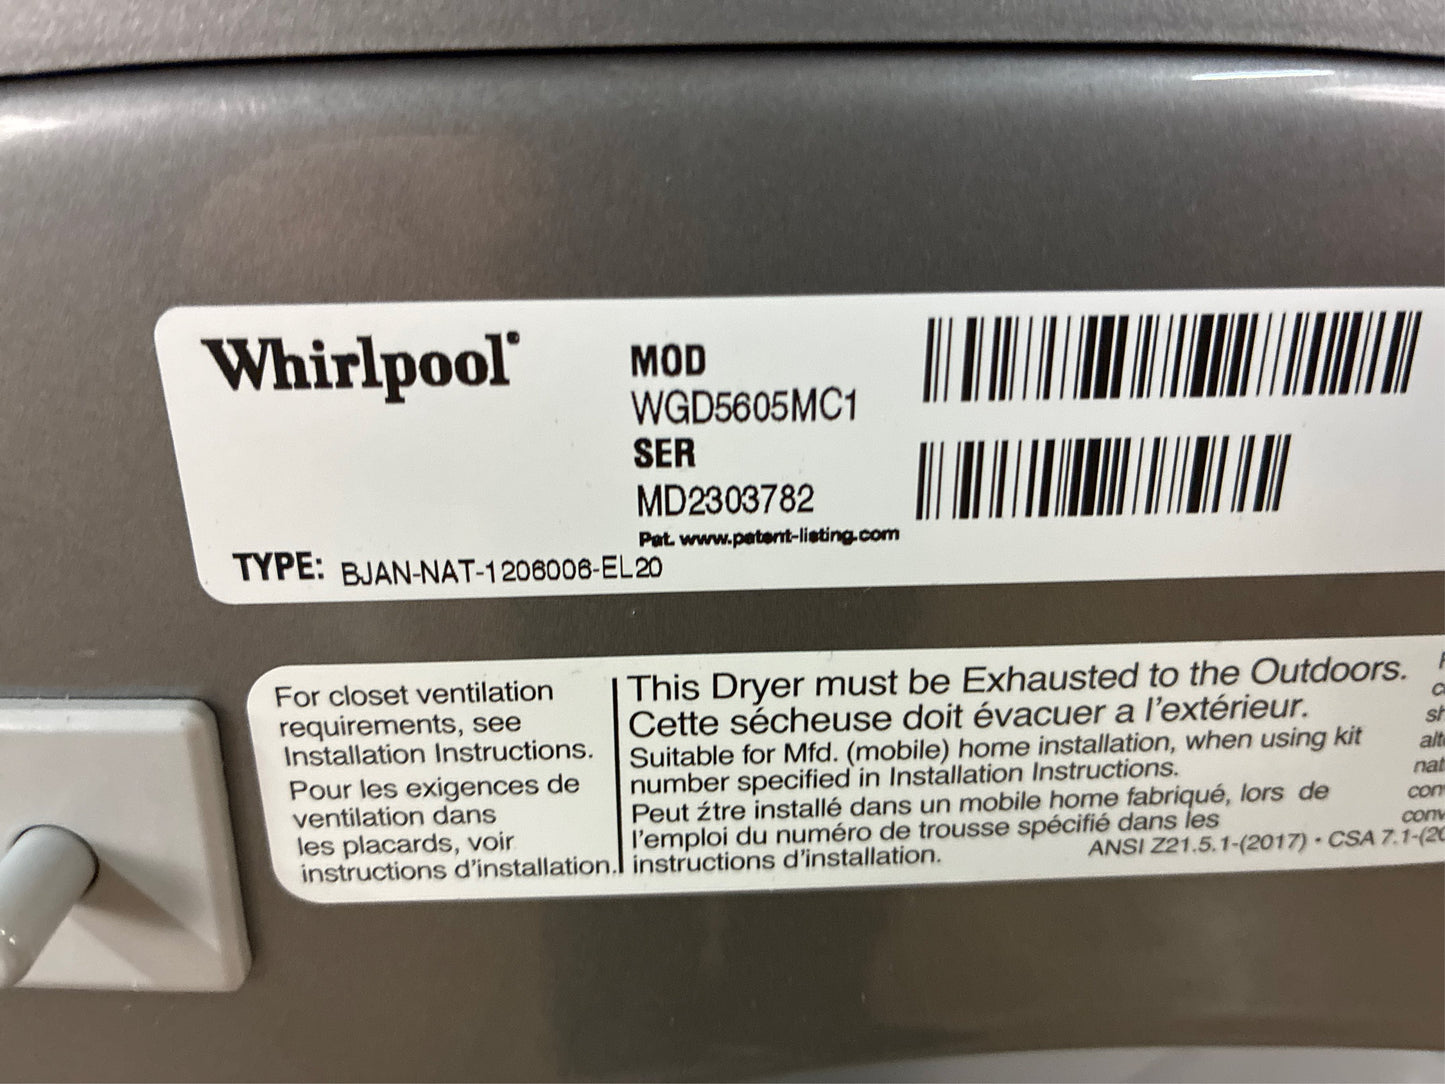 Whirlpool®
MOD
WGD5605MC1
SER
MD2303782
Pat. www.patent-listing.com
TYPE: BJAN-NAT-1206006-EL20
For closet ventilation
requirements, see
Installation Instructions.
Pour les exigences de
ventilation dans
les placards, voir
instructions d'installation.
This Dryer must be Exhausted to the Outdoors.
Cette sécheuse doit évacuer a l'extérieur.
Suitable for Mfd. (mobile) home installation, when using kit
number specified in Installation Instructions.
Peut źtre installé dans un mobile home fabriqué, lors de
l'emploi du numéro de trousse spécifié dans les
instructions d'installation.
ANSI Z21.5.1-(2017) • CSA 7.1-(20